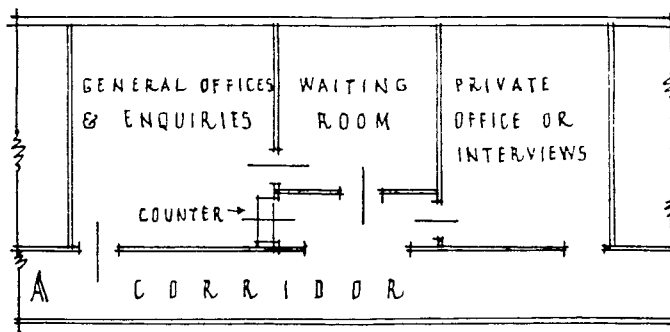 GENERAL OFFICES
& ENQUIRIES
WAITING
ROOM
PRIVATE
OFFICE OR
INTERVIEWS
COUNTER
A
CORRIDOR